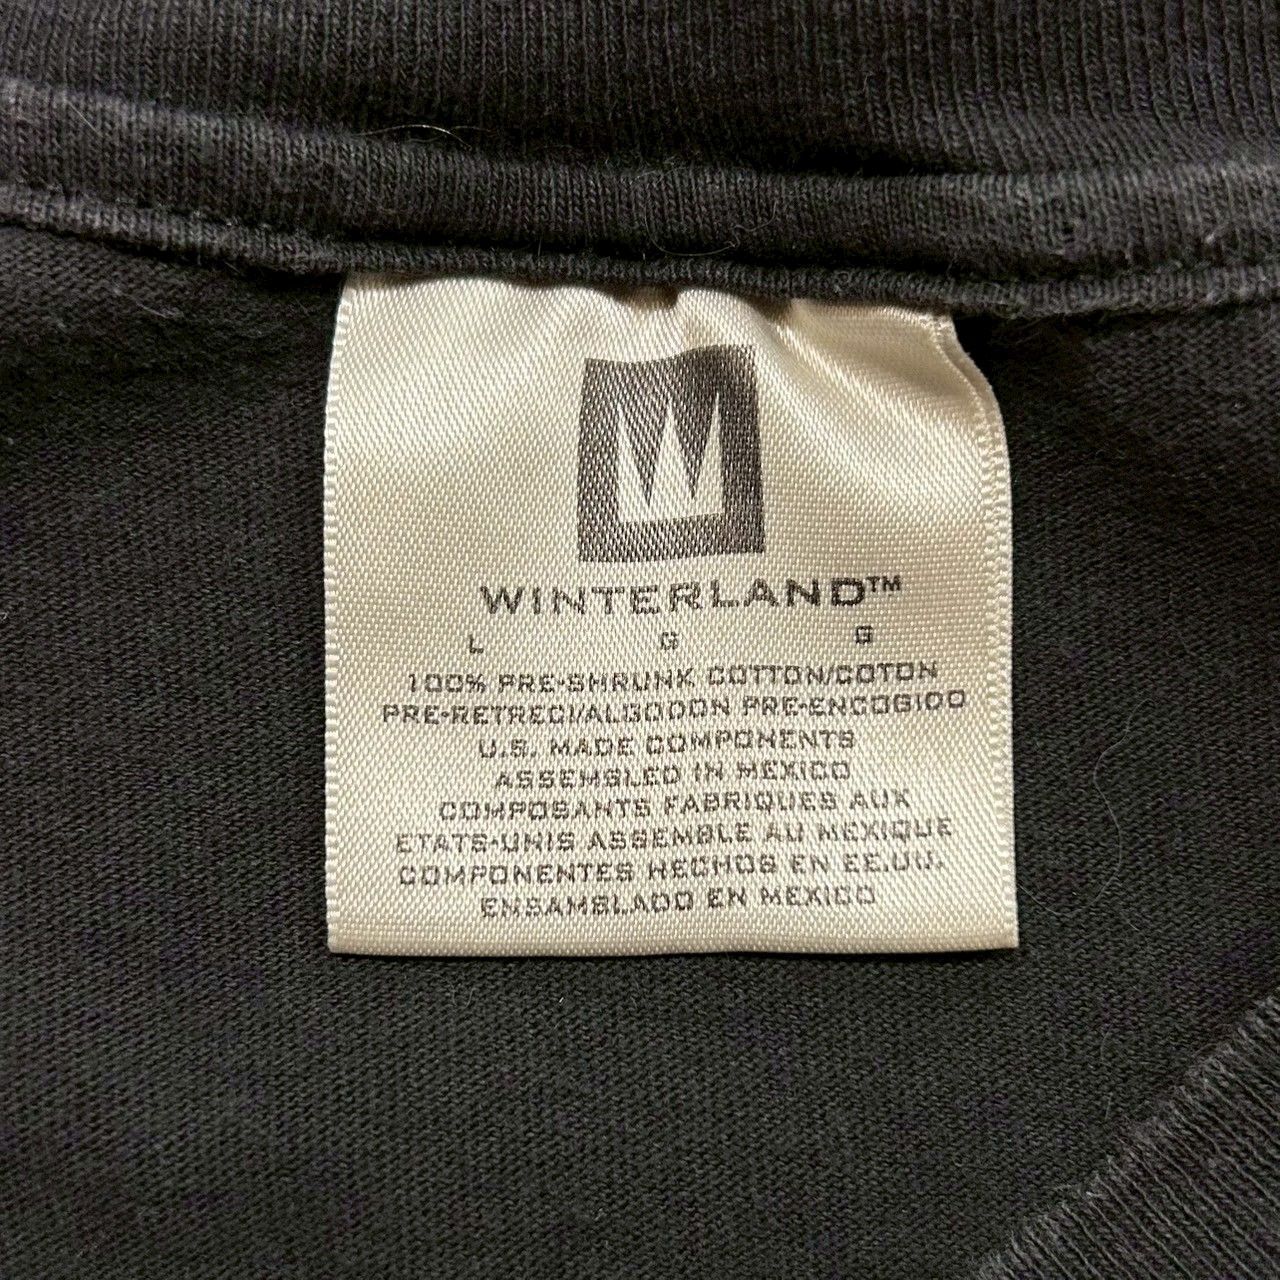 WINTERLAND™
L G G
100% PRE-SHRUNK COTTON/COTON
PRE-RETRECI/ALGODON PRE-ENCOGIDO
U.S. MADE COMPONENTS
ASSEMBLED IN MEXICO
COMPOSANTS FABRIQUES AUX
ETATS-UNIS ASSEMBLE AU MEXIQUE
COMPONENTES HECHOS EN EE.UU.
ENSAMBLADO EN MEXICO